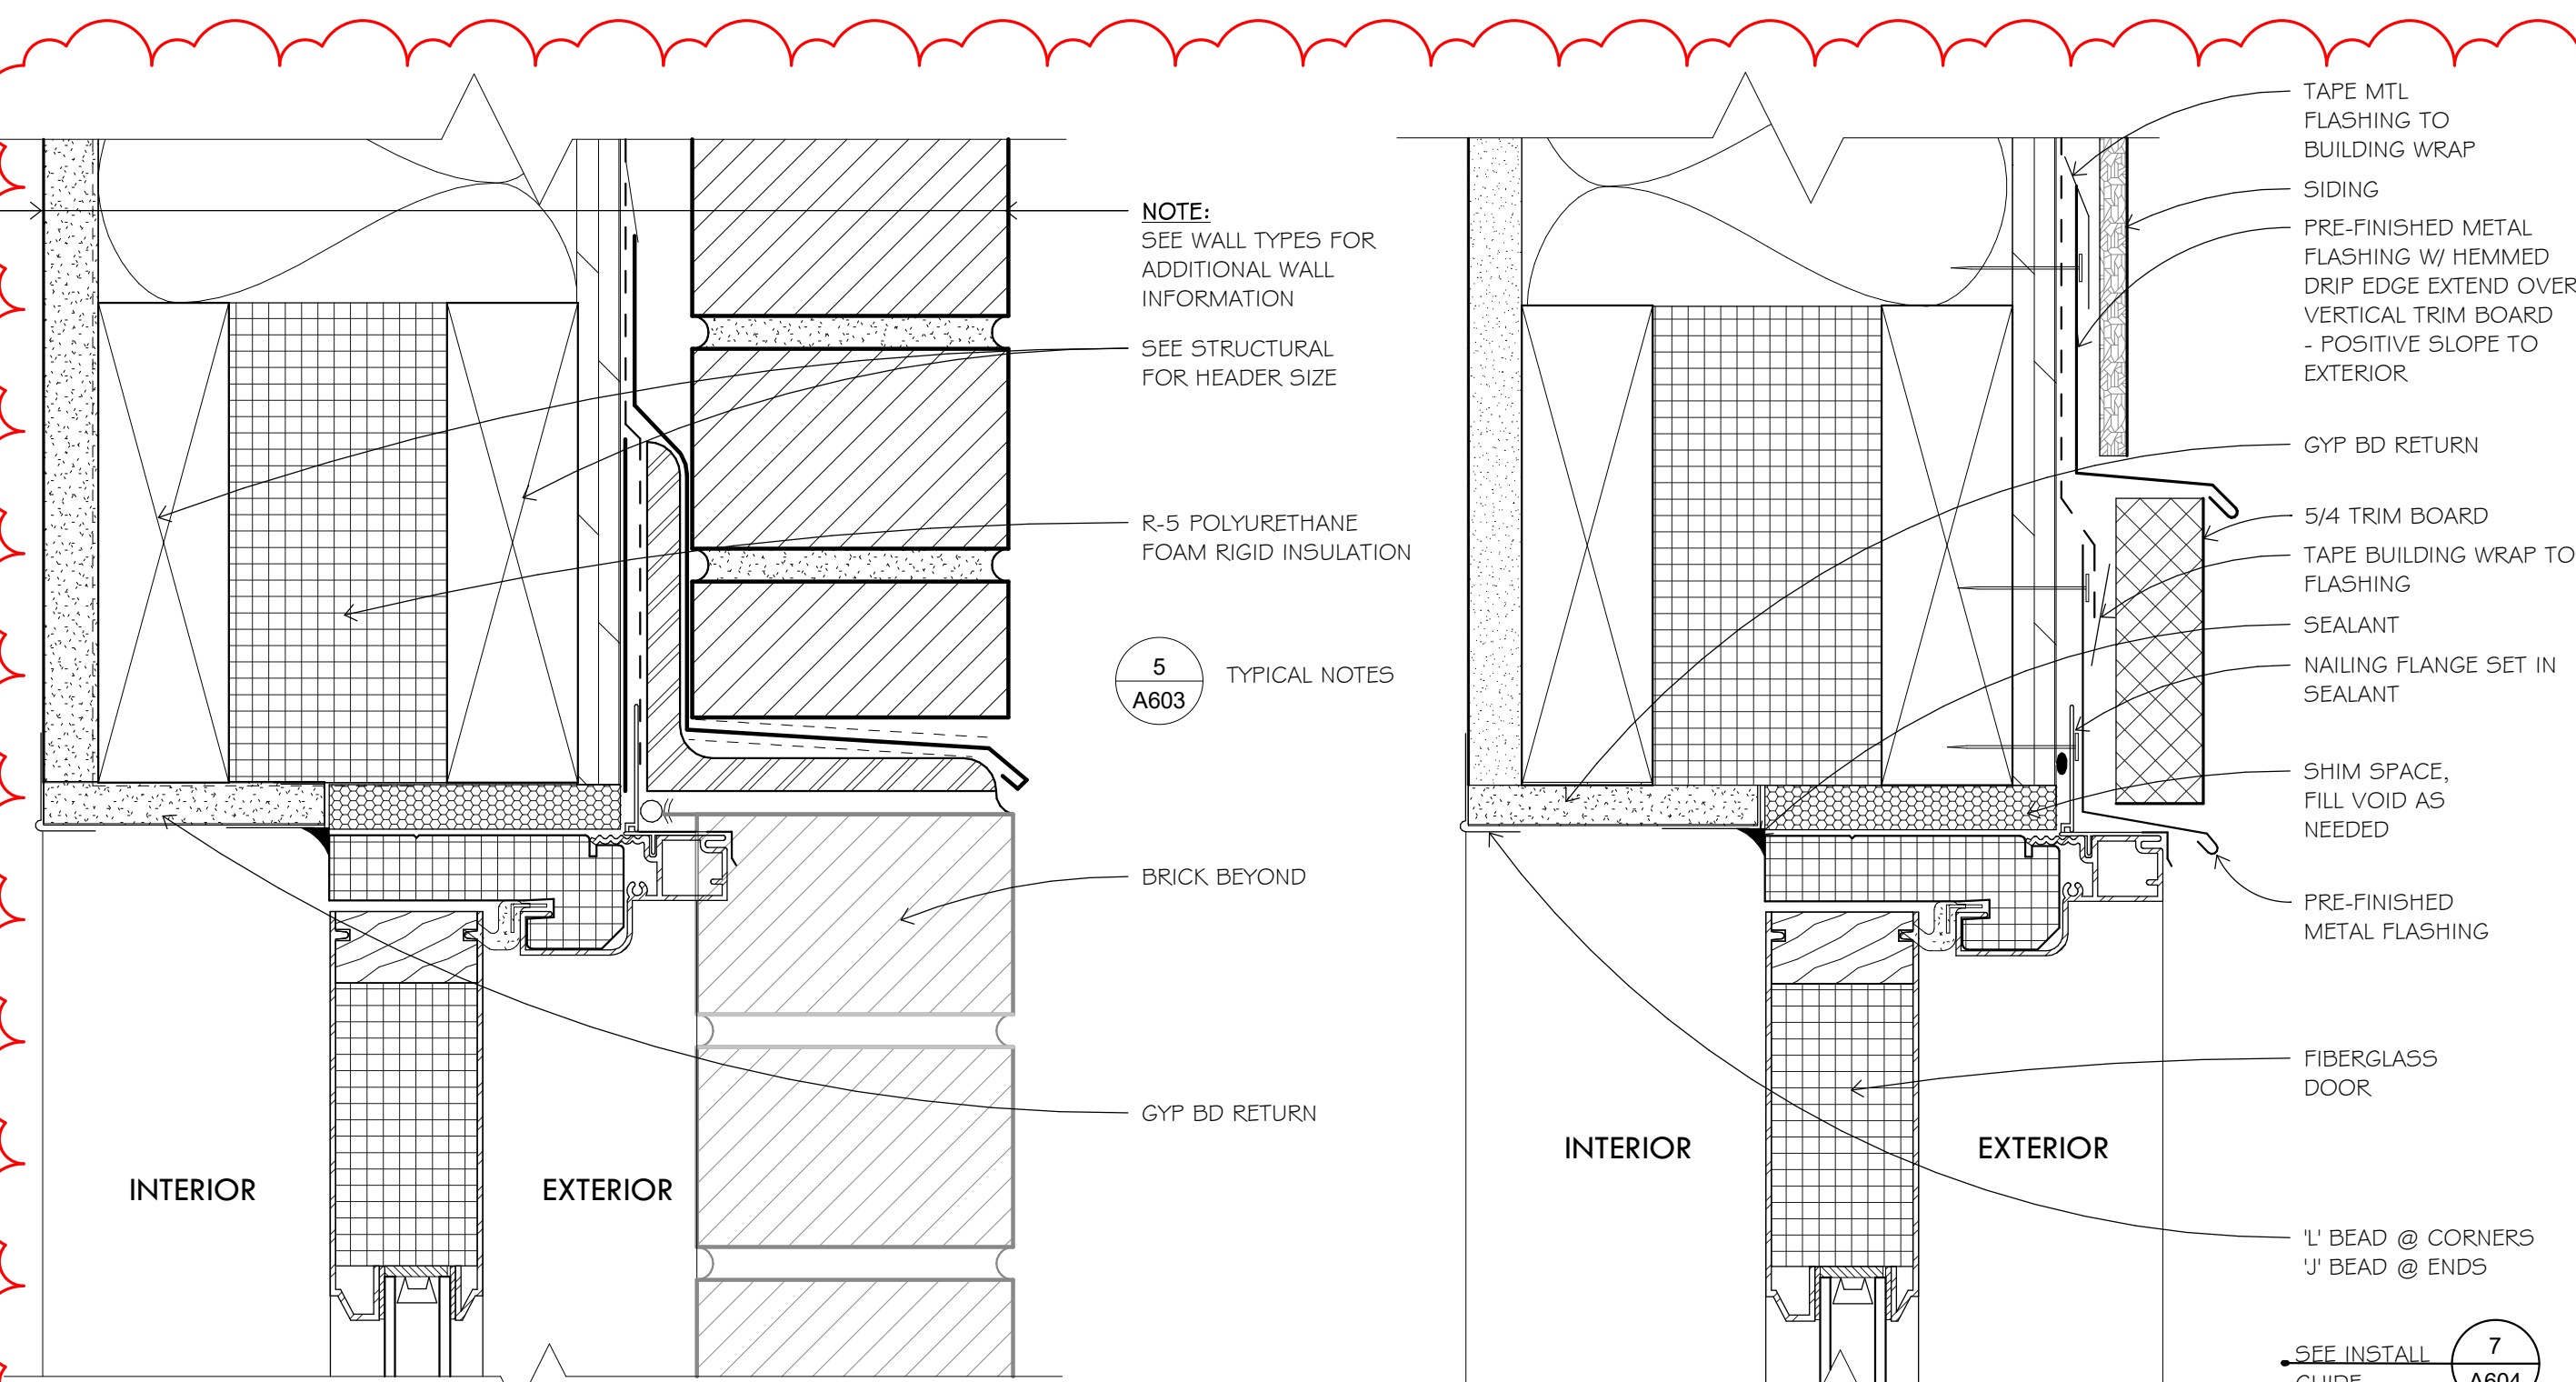 NOTE:
SEE WALL TYPES FOR
ADDITIONAL WALL
INFORMATION
SEE STRUCTURAL
FOR HEADER SIZE
R-5 POLYURETHANE
FOAM RIGID INSULATION
5
A603
TYPICAL NOTES
BRICK BEYOND
GYP BD RETURN
INTERIOR
EXTERIOR
TAPE MTL
FLASHING TO
BUILDING WRAP
SIDING
PRE-FINISHED METAL
FLASHING W/ HEMMED
DRIP EDGE EXTEND OVER
VERTICAL TRIM BOARD
- POSITIVE SLOPE TO
EXTERIOR
GYP BD RETURN
5/4 TRIM BOARD
TAPE BUILDING WRAP TO
FLASHING
SEALANT
NAILING FLANGE SET IN
SEALANT
SHIM SPACE,
FILL VOID AS
NEEDED
PRE-FINISHED
METAL FLASHING
FIBERGLASS
DOOR
INTERIOR
EXTERIOR
'L' BEAD @ CORNERS
'J' BEAD @ ENDS
SEE INSTALL
GUIDE
7
A604